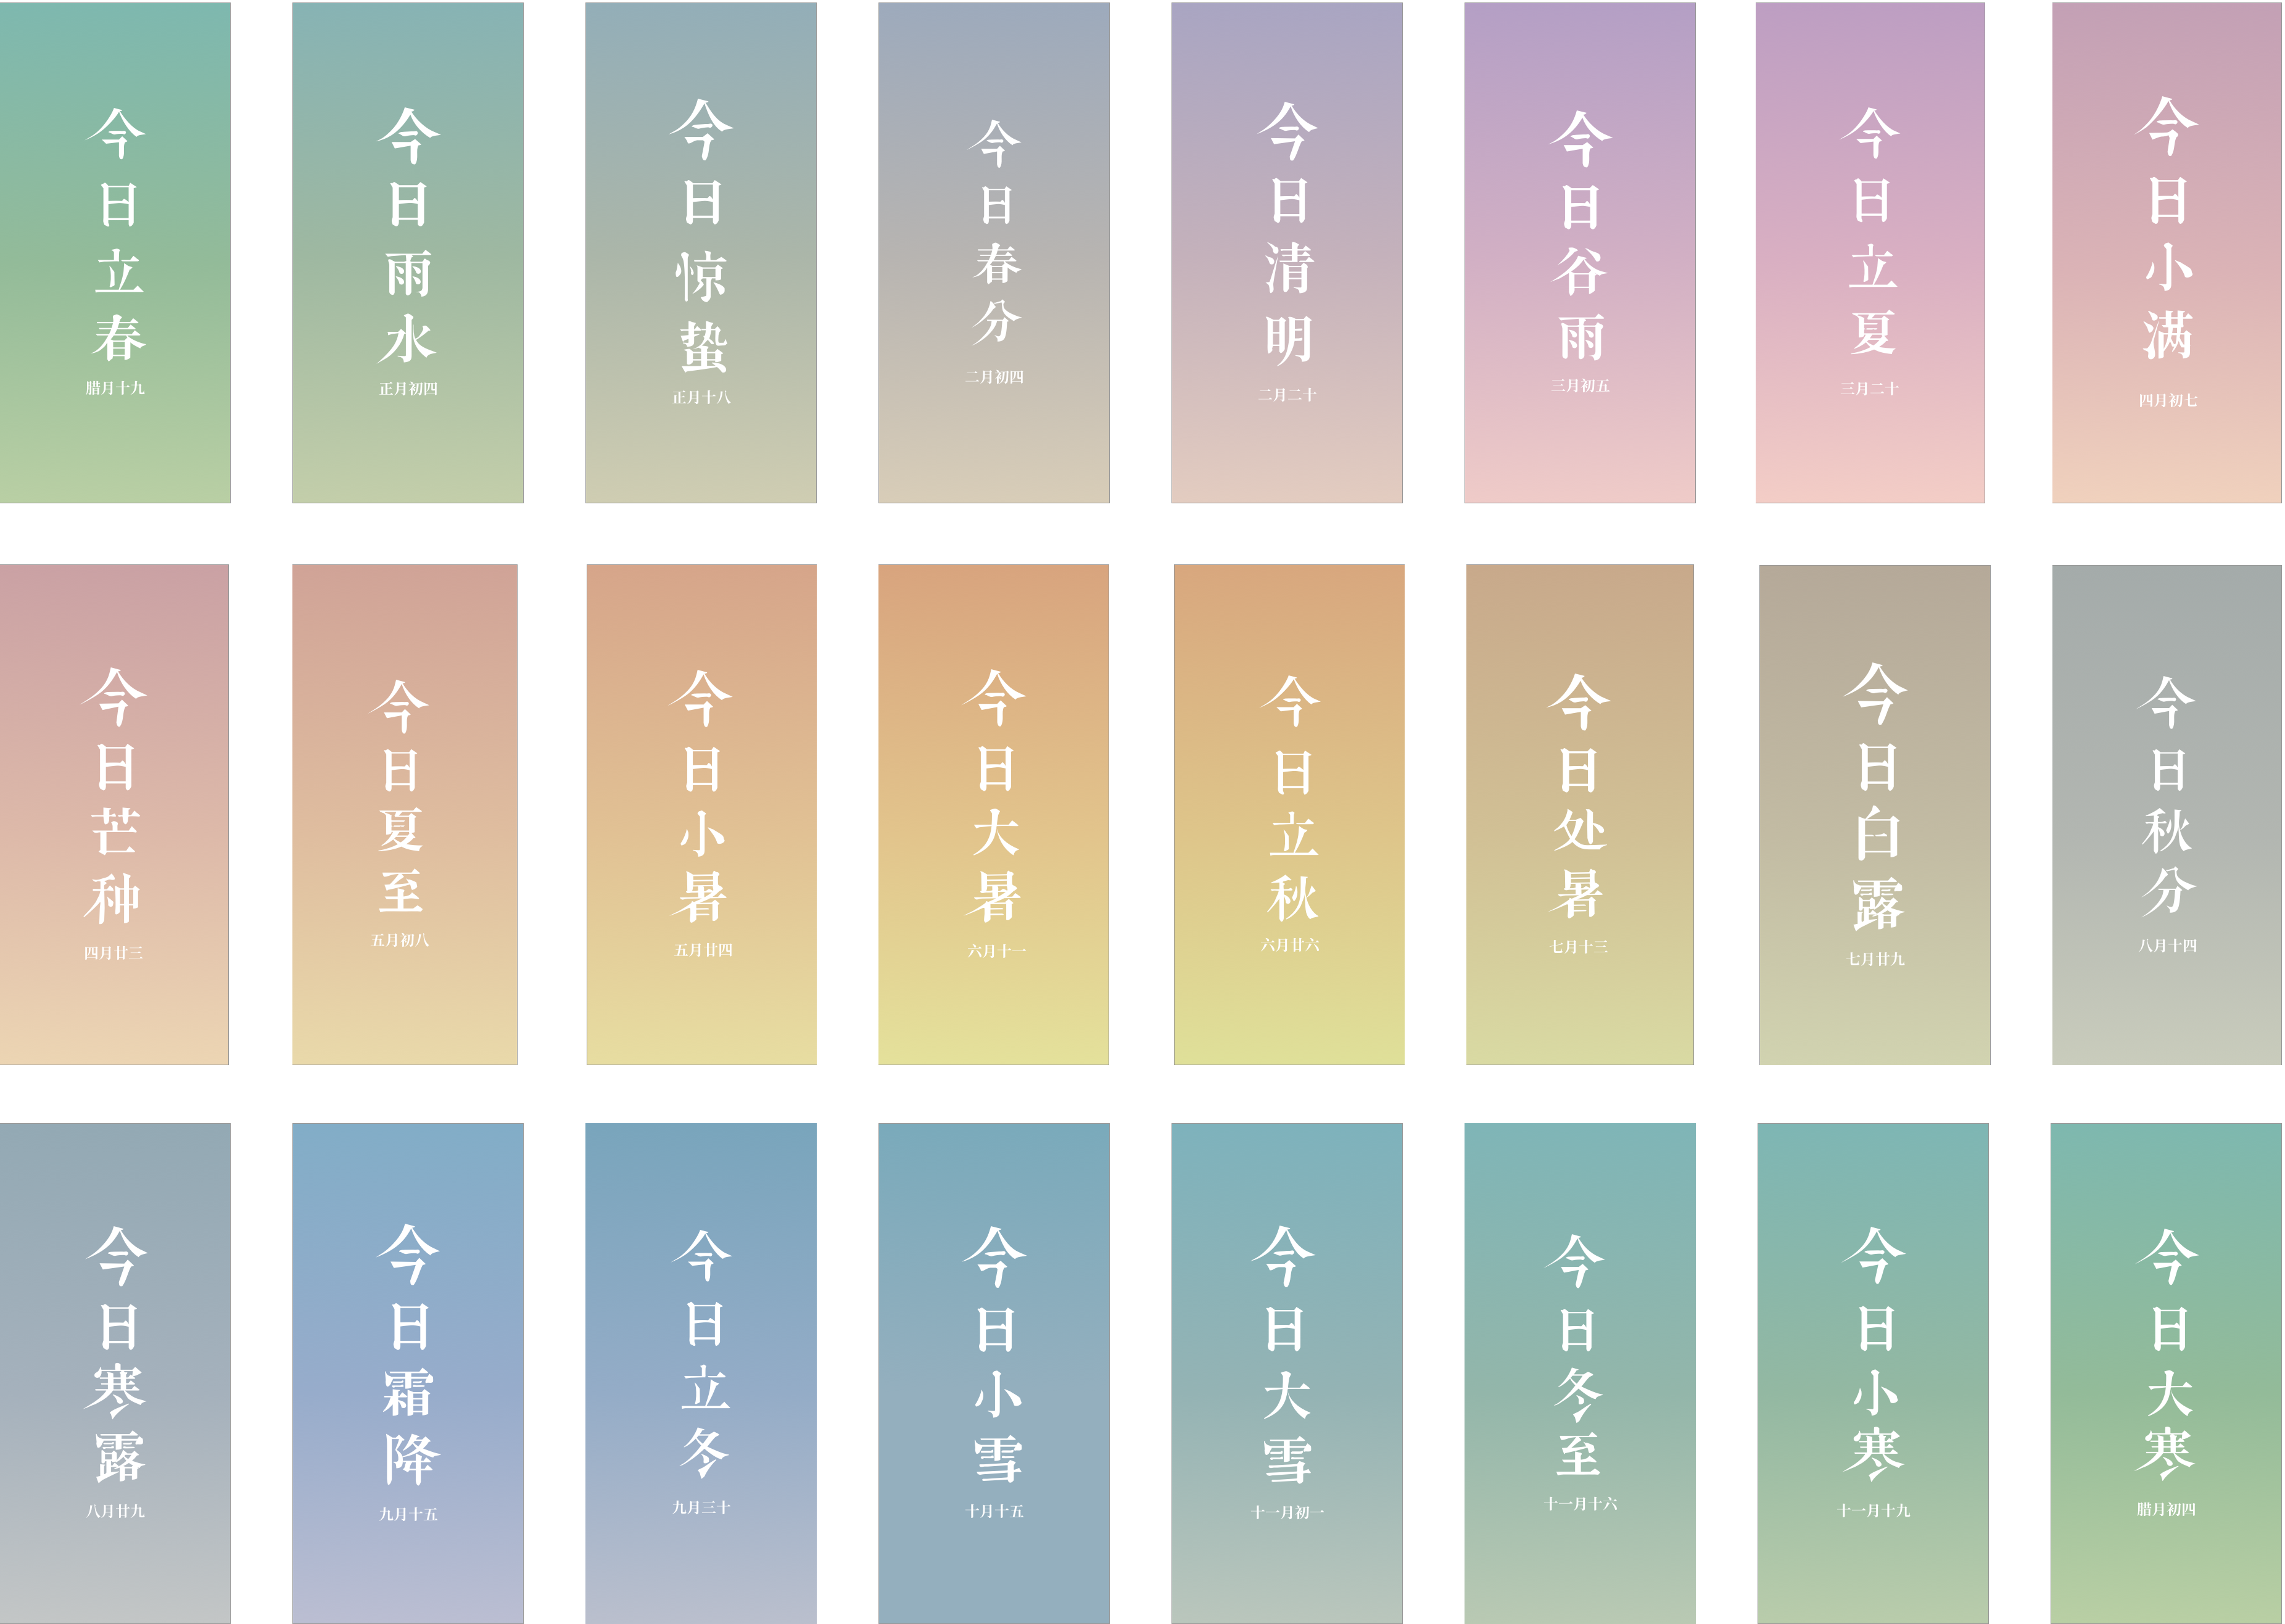 今日立春
腊月十九
今日雨水
正月初四
今日惊蛰
正月十八
今日春分
二月初四
今日清明
二月二十
今日谷雨
三月初五
今日立夏
三月二十
今日小满
四月初七
今日芒种
四月廿三
今日夏至
五月初八
今日小暑
五月廿四
今日大暑
六月十一
今日立秋
六月廿六
今日处暑
七月十三
今日白露
七月廿九
今日秋分
八月十四
今日寒露
八月廿九
今日霜降
九月十五
今日立冬
九月三十
今日小雪
十月十五
今日大雪
十一月初一
今日冬至
十一月十六
今日小寒
十一月十九
今日大寒
腊月初四